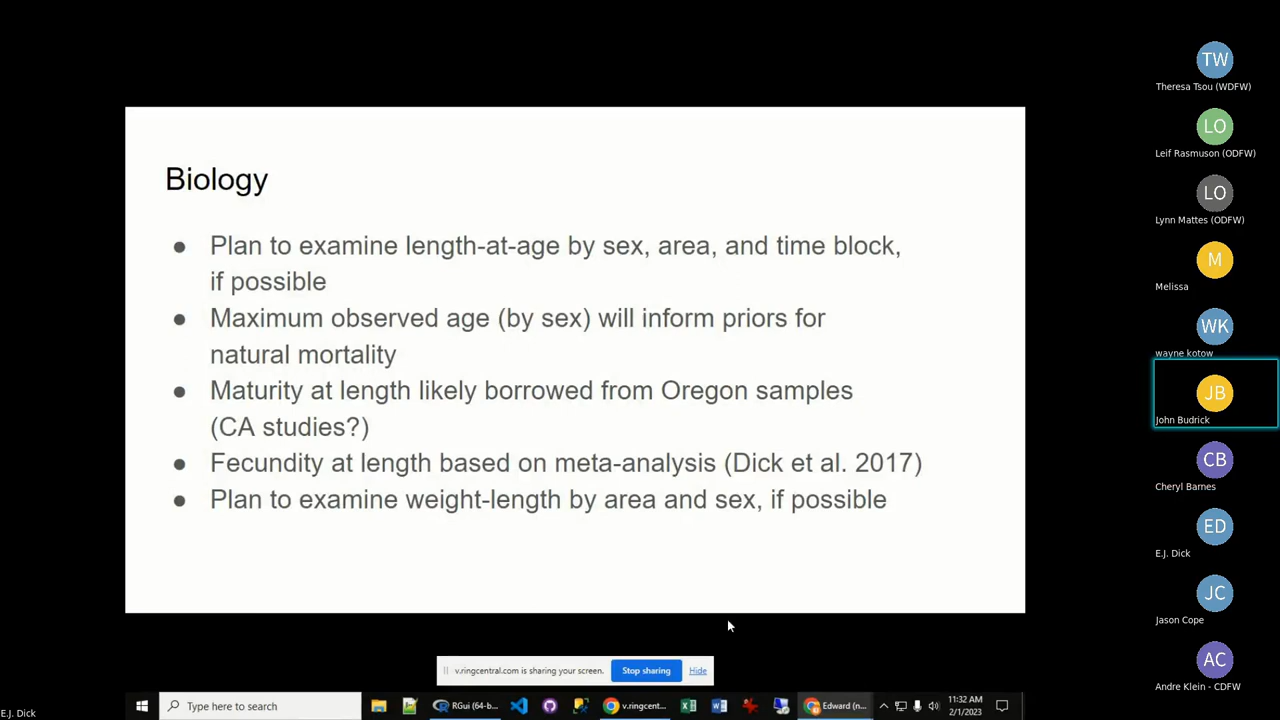 Biology
● Plan to examine length-at-age by sex, area, and time block,
if possible
● Maximum observed age (by sex) will inform priors for
natural mortality
● Maturity at length likely borrowed from Oregon samples
(CA studies?)
● Fecundity at length based on meta-analysis (Dick et al. 2017)
● Plan to examine weight-length by area and sex, if possible
TW
Theresa Tsou (WDFW)
LO
Leif Rasmuson (ODFW)
LO
Lynn Mattes (ODFW)
M
Melissa
WK
wayne kotow
JB
John Budrick
CB
Cheryl Barnes
ED
E.J. Dick
JC
Jason Cope
AC
Andre Klein - CDFW
v.ringcentral.com is sharing your screen. Stop sharing Hide
Type here to search
RGui (64-b...
v.ringcent...
Edward (n...
11:32 AM
2/1/2023
E.J. Dick